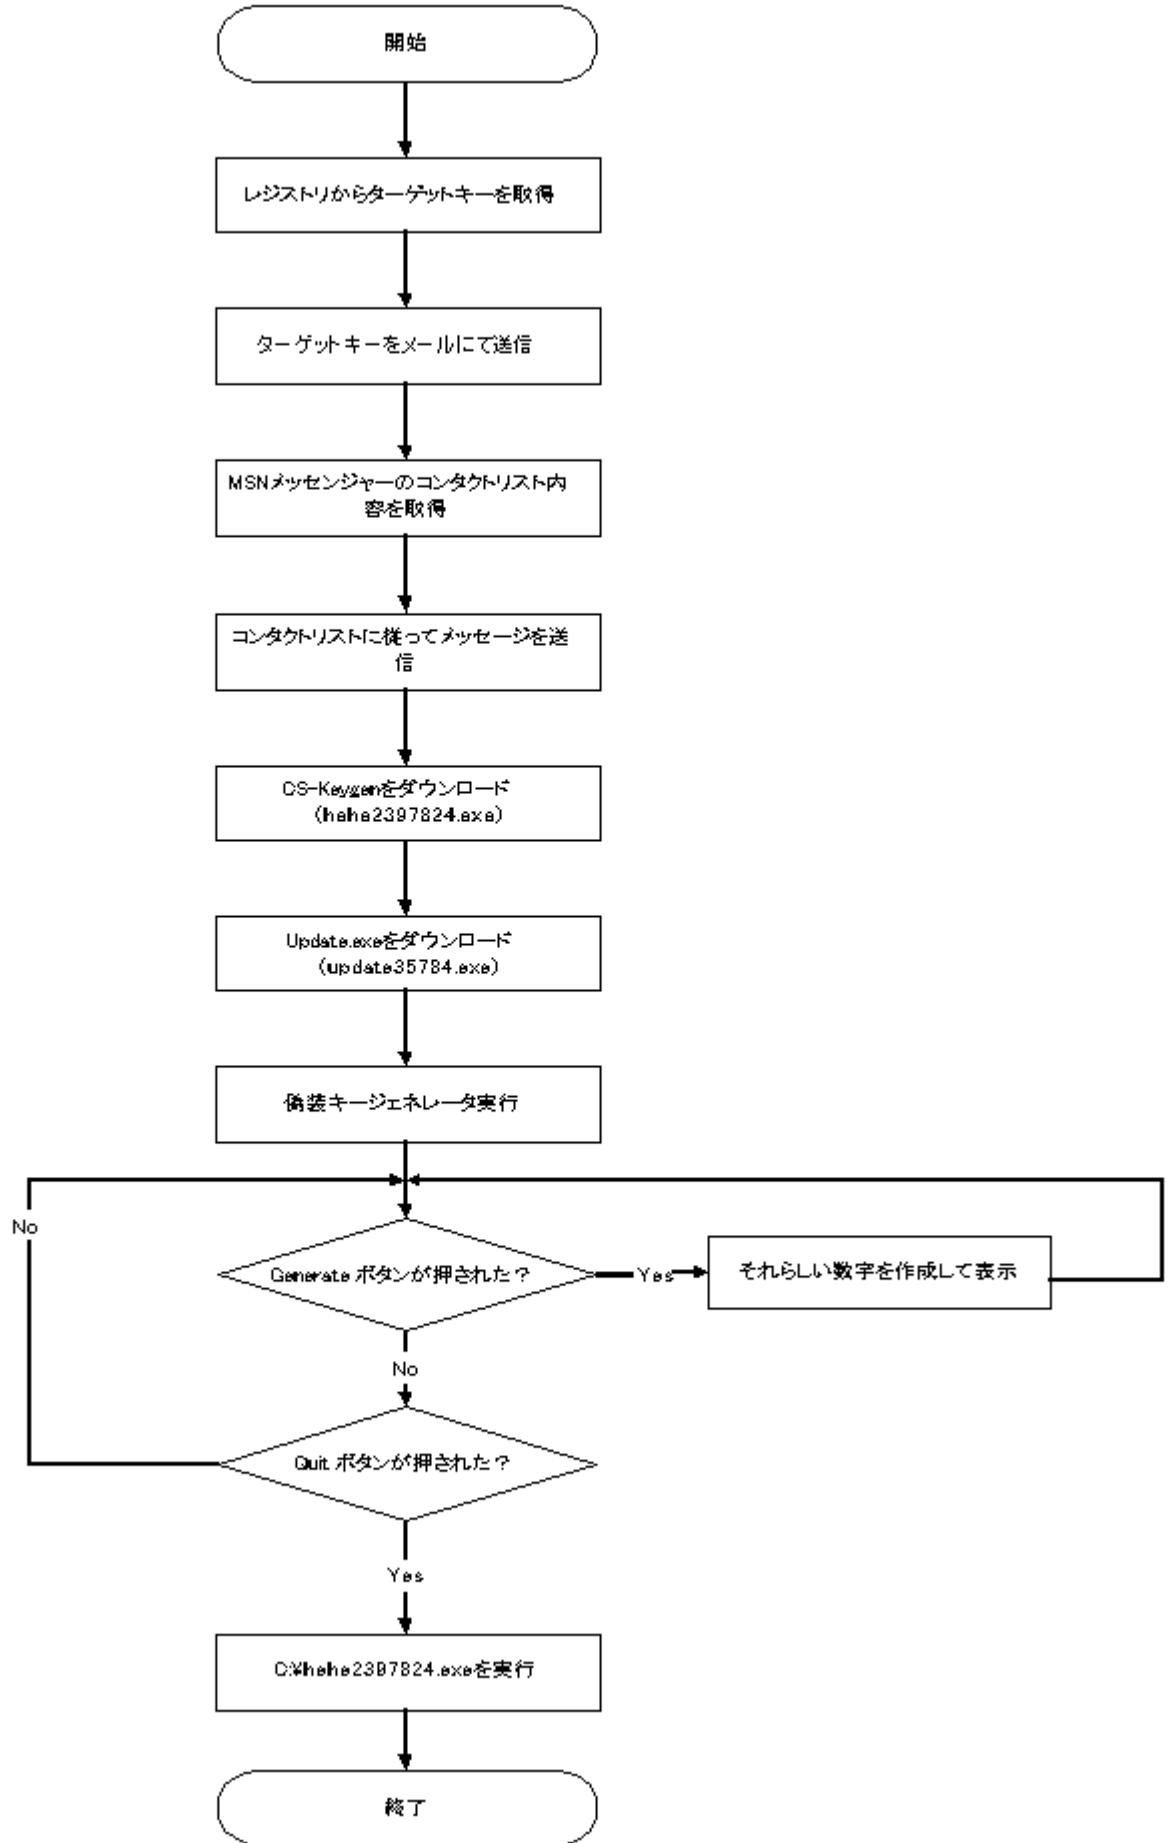 開始
レジストリからターゲットキーを取得
ターゲットキーをメールにて送信
MSNメッセンジャーのコンタクトリスト内
容を取得
コンタクトリストに従ってメッセージを送
信
CS-Keygenをダウンロード
(hehe2397824.exe)
Update.exeをダウンロード
(update35784.exe)
偽装キージェネレータ実行
No
Generate ボタンが押された?
Yes
それらしい数字を作成して表示
No
Quit ボタンが押された?
Yes
C:¥hehe2397824.exeを実行
終了